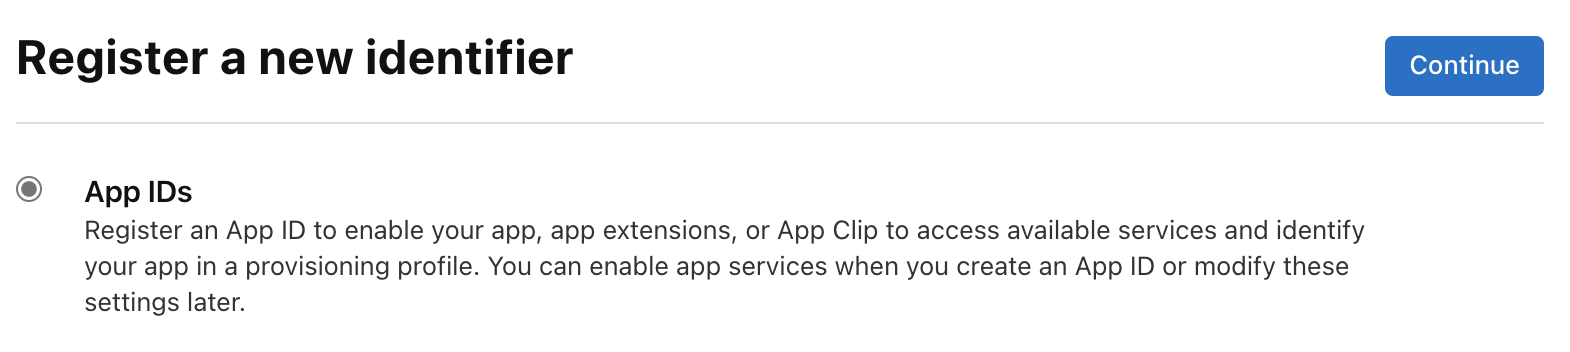 Register a new identifier
Continue
App IDs
Register an App ID to enable your app, app extensions, or App Clip to access available services and identify
your app in a provisioning profile. You can enable app services when you create an App ID or modify these
settings later.